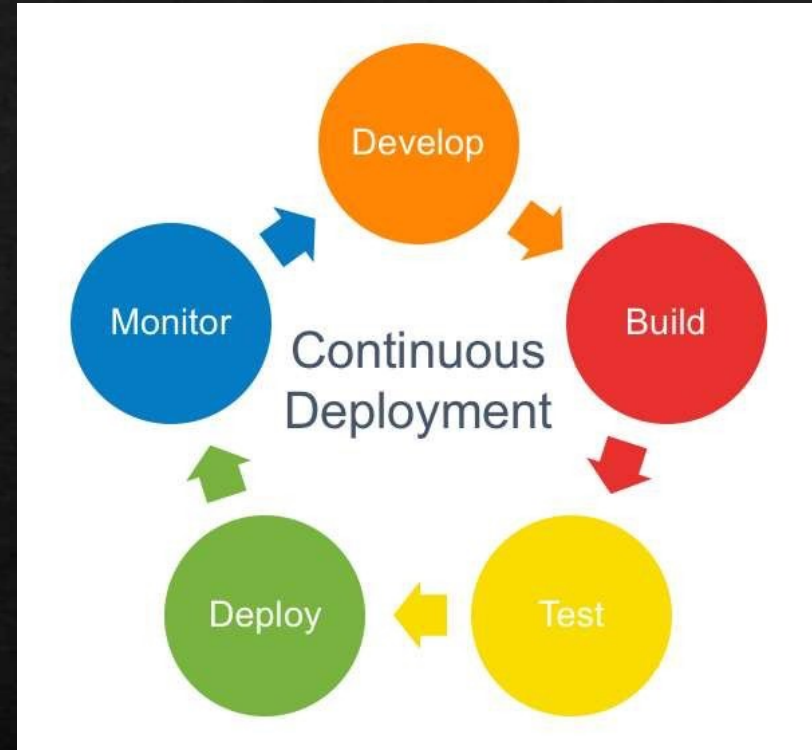 Develop
Build
Test
Deploy
Monitor
Continuous
Deployment